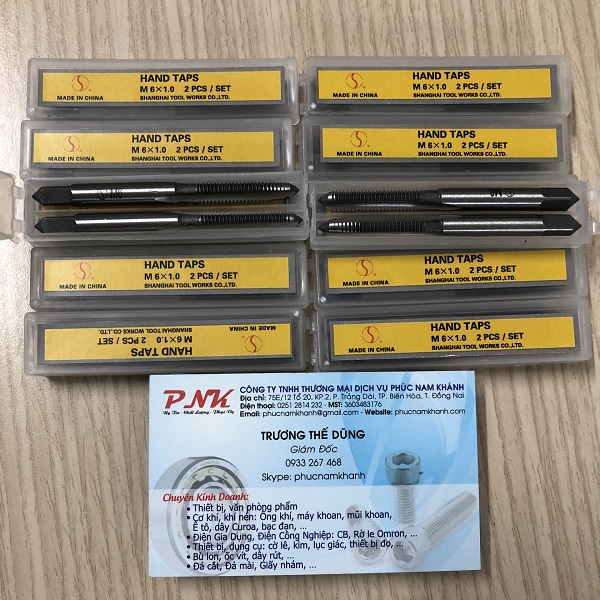 HAND TAPS
M 6×1.0 2 PCS / SET
MADE IN CHINA
SHANGHAI TOOL WORKS CO.,LTD.
HAND TAPS
M 6×1.0 2 PCS / SET
MADE IN CHINA
SHANGHAI TOOL WORKS CO.,LTD.
HAND TAPS
M 6×1.0 2 PCS / SET
MADE IN CHINA
SHANGHAI TOOL WORKS CO.,LTD.
HAND TAPS
M 6×1.0 2 PCS / SET
MADE IN CHINA
SHANGHAI TOOL WORKS CO.,LTD.
M6
M6
HAND TAPS
M 6×1.0 2 PCS / SET
MADE IN CHINA
SHANGHAI TOOL WORKS CO.,LTD.
HAND TAPS
M 6×1.0 2 PCS / SET
MADE IN CHINA
SHANGHAI TOOL WORKS CO.,LTD.
HAND TAPS
M 6×1.0 2 PCS / SET
MADE IN CHINA
SHANGHAI TOOL WORKS CO.,LTD.
HAND TAPS
M 6×1.0 2 PCS / SET
MADE IN CHINA
SHANGHAI TOOL WORKS CO.,LTD.
PNK
Uy Tín - Chất Lượng - Phục Vụ
CÔNG TY TNHH THƯƠNG MẠI DỊCH VỤ PHÚC NAM KHÁNH
Địa chỉ: 75E/12 Tổ 20, KP.2, P. Trảng Dài, TP. Biên Hòa, T. Đồng Nai
Điện thoại: 0251 2814 232 - MST: 3603483176
Email: phucnamkhanh@gmail.com - Website: phucnamkhanh.com
TRƯƠNG THẾ DŨNG
Giám Đốc
0933 267 468
Skype: phucnamkhanh
Chuyên Kinh Doanh:
• Thiết bị, văn phòng phẩm
• Cơ khí, khí nén: Ống khí, máy khoan, mũi khoan,
Ê tô, dây Curoa, bạc đạn, ...
• Điện Gia Dụng, Điện Công Nghiệp: CB, Rờ le Omron, ...
• Thiết bị, dụng cụ: cờ lê, kìm, lục giác, thiết bị đo, ...
• Bù lon, ốc vít, dây rút, ...
• Đá cắt, Đá mài, Giấy nhám, ...